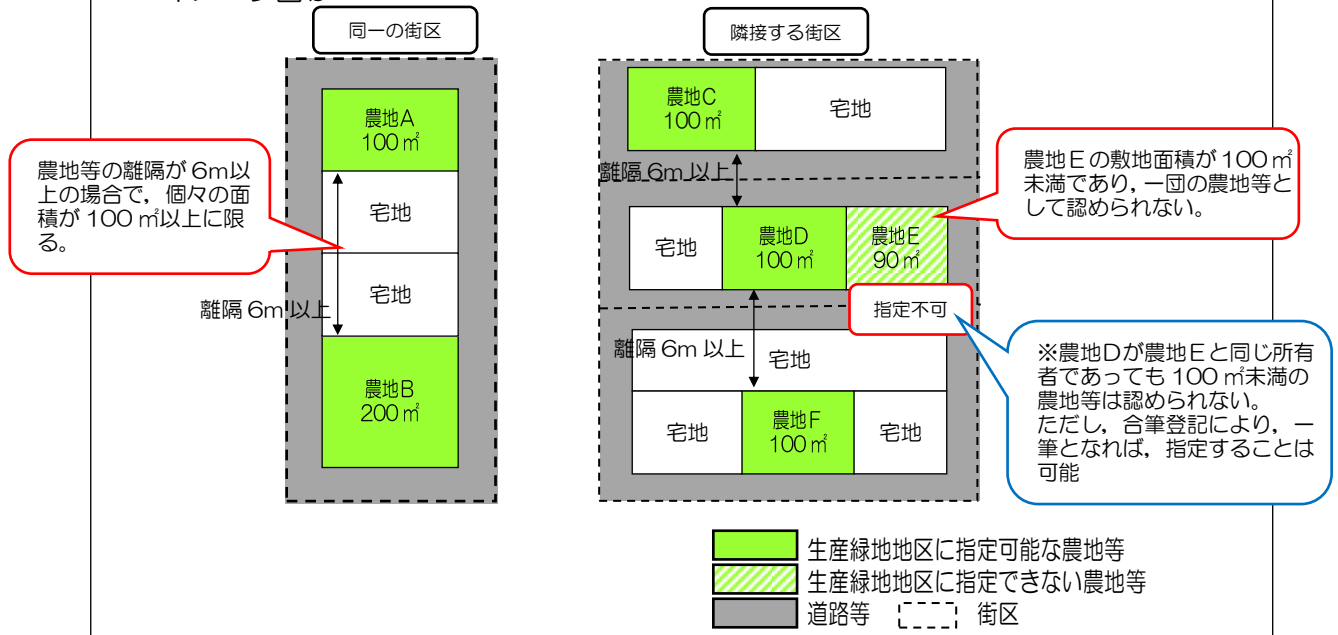 同一の街区
農地A
100㎡
宅地
宅地
離隔 6m 以上
農地B
200㎡
農地等の離隔が 6m以
上の場合で，個々の面
積が 100 ㎡以上に限
る。
隣接する街区
農地C
100㎡
宅地
離隔 6m 以上
宅地
農地D
100㎡
農地E
90㎡
指定不可
離隔 6m 以上
宅地
宅地
農地F
100㎡
宅地
農地Ｅの敷地面積が 100 ㎡
未満であり，一団の農地等と
して認められない。
※農地Ｄが農地Ｅと同じ所有
者であっても 100 ㎡未満の
農地等は認められない。
ただし，合筆登記により，一
筆となれば，指定することは
可能
生産緑地地区に指定可能な農地等
生産緑地地区に指定できない農地等
道路等
街区